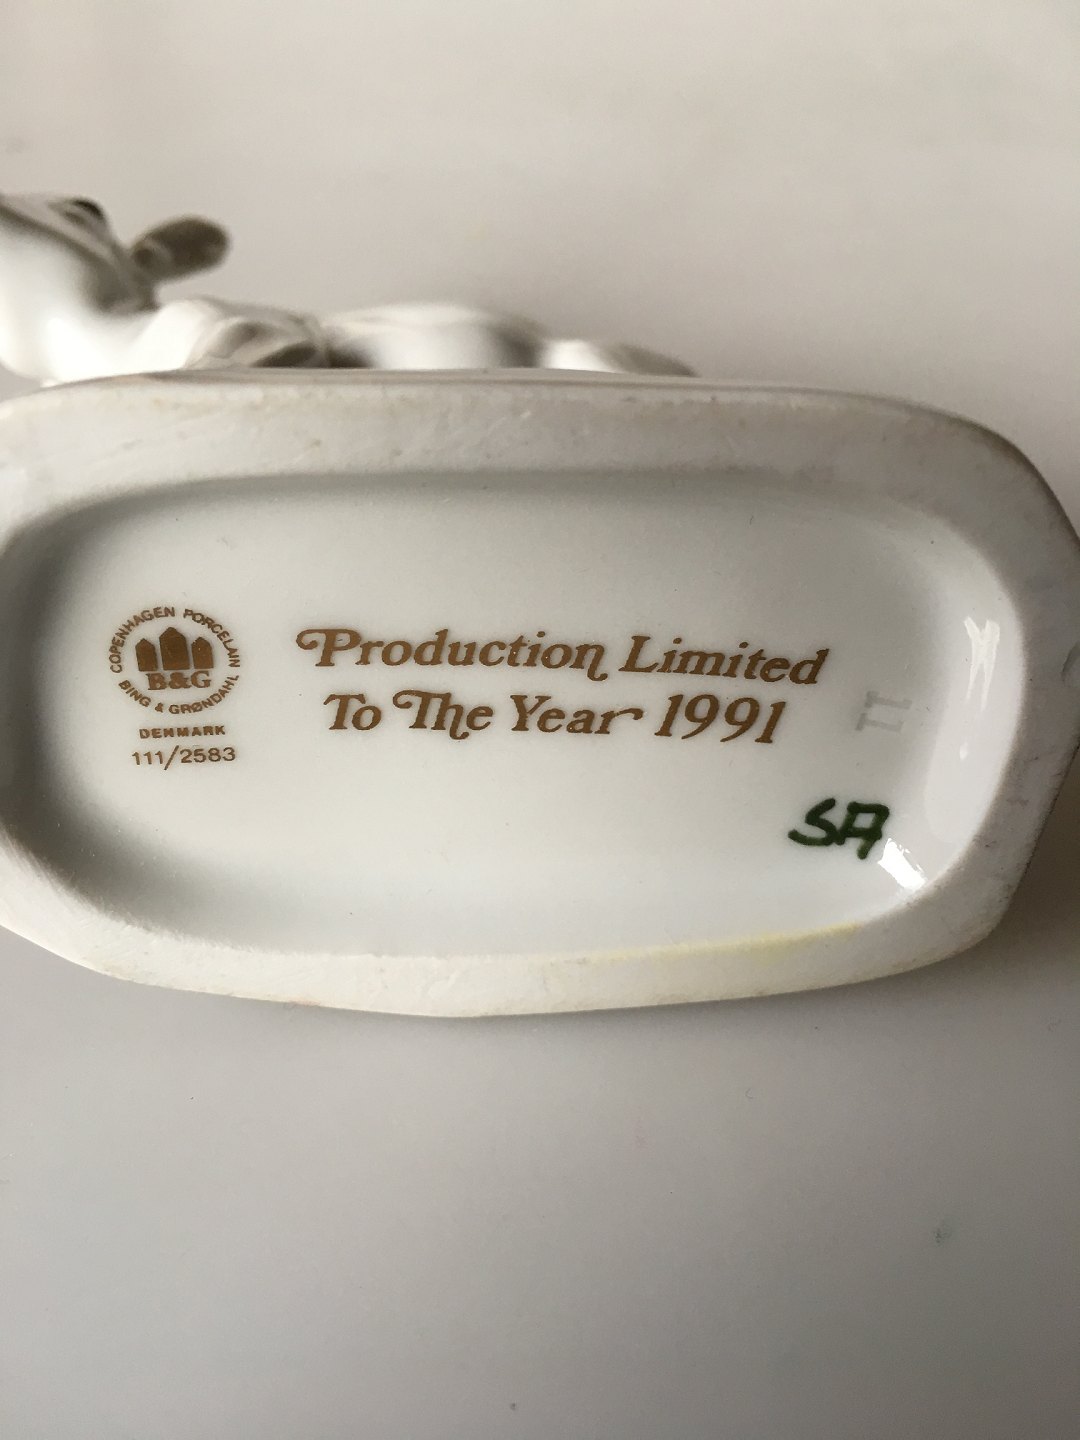 COPENHAGEN PORCELAIN
B&G
BING & GRØNDAHL
DENMARK
111/2583
Production Limited
To The Year 1991
SA